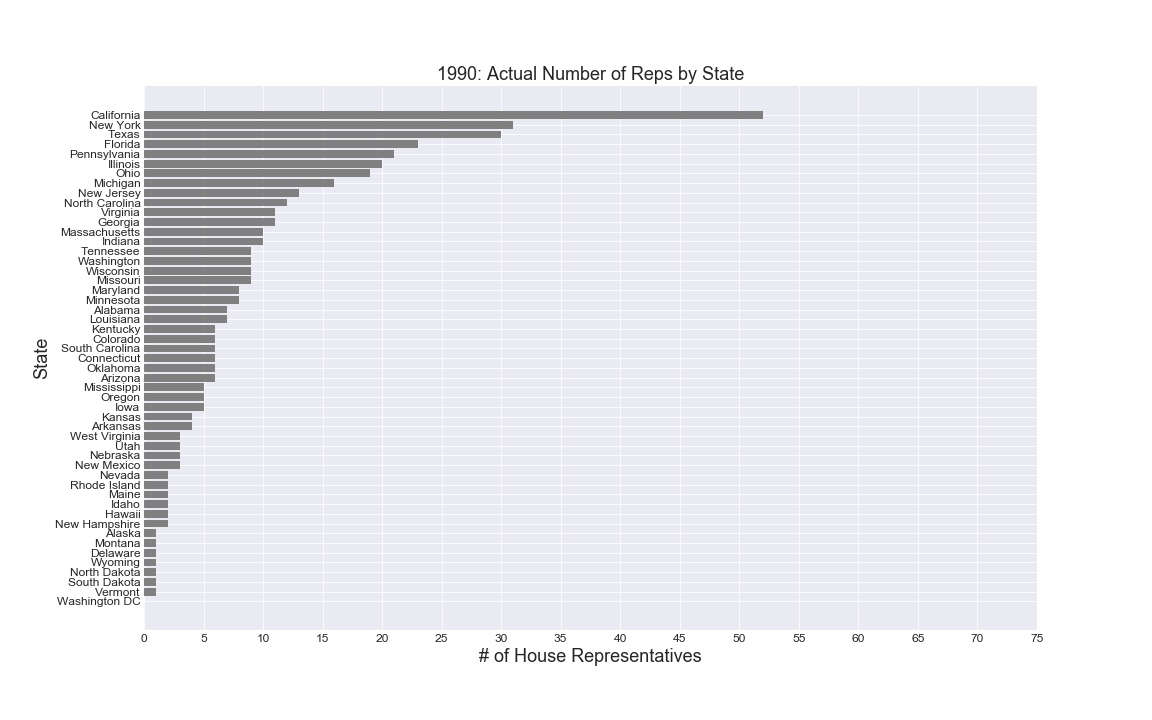 1990: Actual Number of Reps by State
California
New York
Texas
Florida
Pennsylvania
Illinois
Ohio
Michigan
New Jersey
North Carolina
Virginia
Georgia
Massachusetts
Indiana
Tennessee
Washington
Wisconsin
Missouri
Maryland
Minnesota
Alabama
Louisiana
Kentucky
Colorado
South Carolina
Connecticut
Oklahoma
Arizona
Mississippi
Oregon
Iowa
Kansas
Arkansas
West Virginia
Utah
Nebraska
New Mexico
Nevada
Rhode Island
Maine
Idaho
Hawaii
New Hampshire
Alaska
Montana
Delaware
Wyoming
North Dakota
South Dakota
Vermont
Washington DC
State
0 5 10 15 20 25 30 35 40 45 50 55 60 65 70 75
# of House Representatives